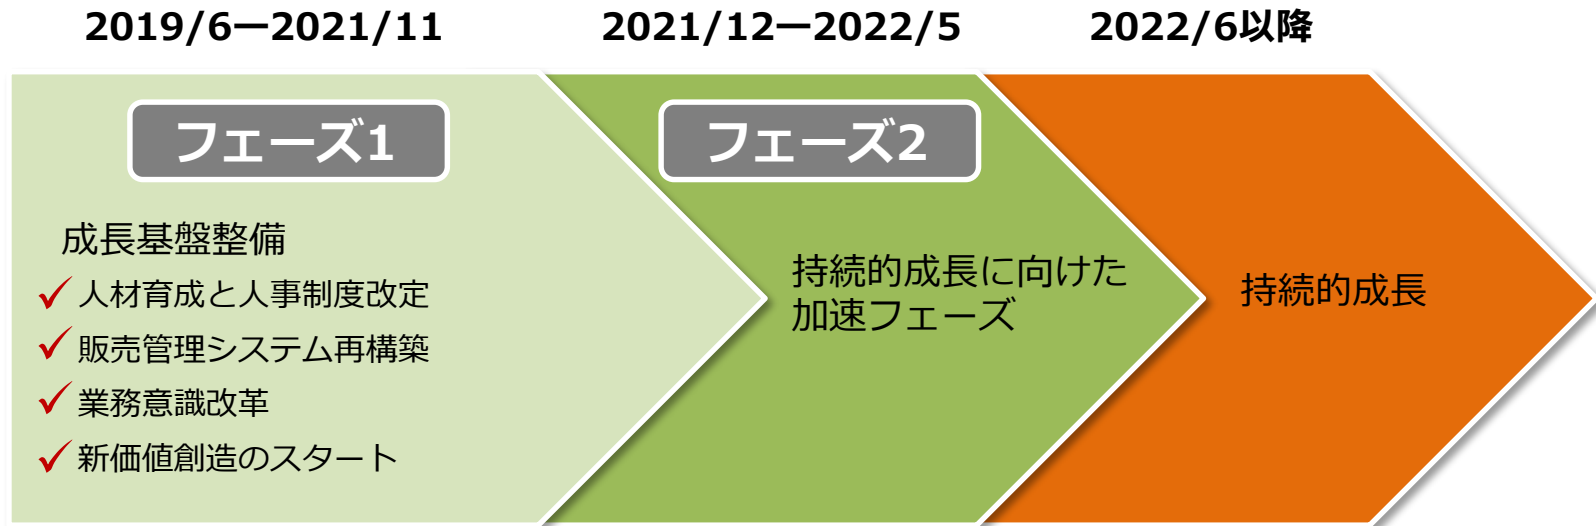 2019/6ー2021/11
2021/12ー2022/5
2022/6以降
フェーズ1
フェーズ2
成長基盤整備
人材育成と人事制度改定
販売管理システム再構築
業務意識改革
新価値創造のスタート
持続的成長に向けた
加速フェーズ
持続的成長